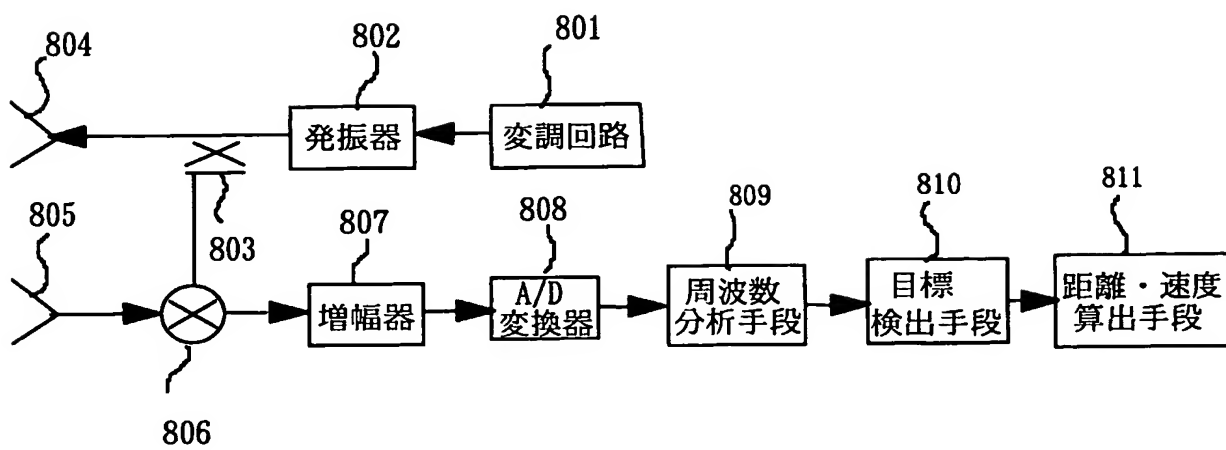 804
802
801
発振器
変調回路
803
805
807
808
809
810
811
増幅器
A/D
変換器
周波数
分析手段
目標
検出手段
距離・速度
算出手段
806